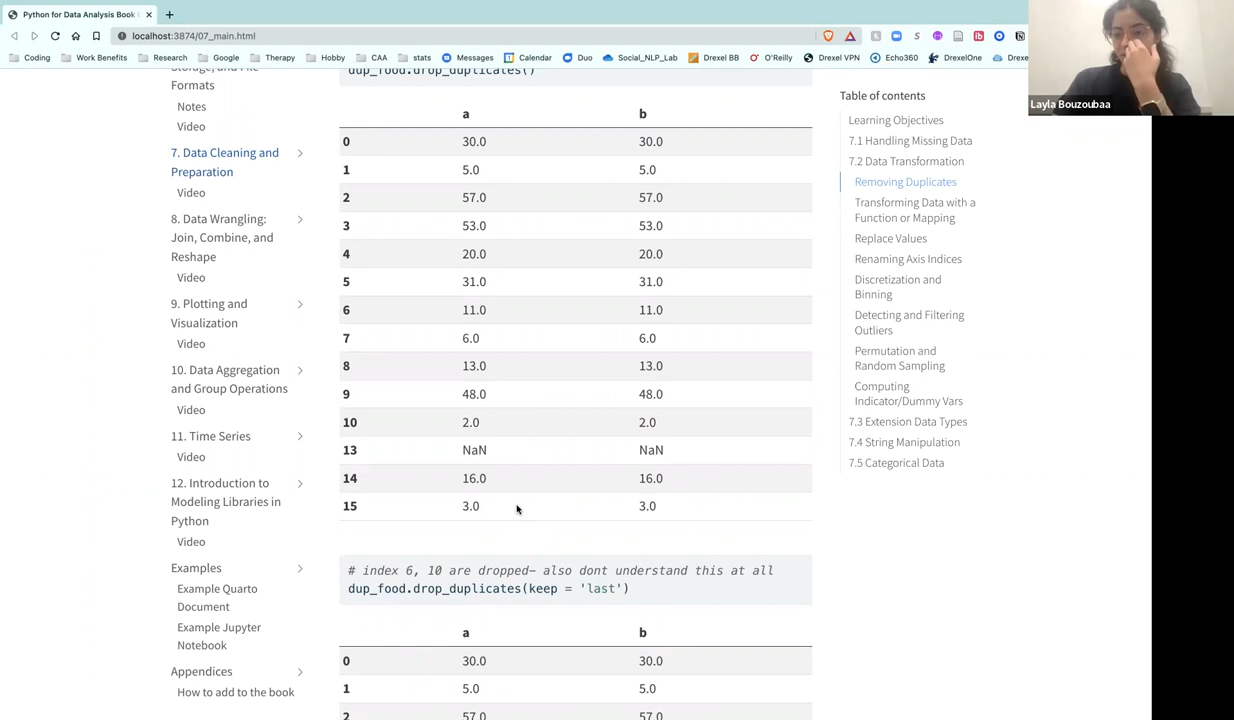 Python for Data Analysis Book
localhost:3874/07_main.html
Coding Work Benefits Research Google Therapy Hobby CAA stats Messages Calendar Duo Social_NLP_Lab Drexel BB O'Reilly Drexel VPN Echo360 DrexelOne Drexe
Layla Bouzoubaa
Storage, and File
Formats
Notes
Video
7. Data Cleaning and
Preparation
Video
8. Data Wrangling:
Join, Combine, and
Reshape
Video
9. Plotting and
Visualization
Video
10. Data Aggregation
and Group Operations
Video
11. Time Series
Video
12. Introduction to
Modeling Libraries in
Python
Video
Examples
Example Quarto
Document
Example Jupyter
Notebook
Appendices
How to add to the book
dup_food.drop_duplicates()
a b
0 30.0 30.0
1 5.0 5.0
2 57.0 57.0
3 53.0 53.0
4 20.0 20.0
5 31.0 31.0
6 11.0 11.0
7 6.0 6.0
8 13.0 13.0
9 48.0 48.0
10 2.0 2.0
13 NaN NaN
14 16.0 16.0
15 3.0 3.0
# index 6, 10 are dropped- also dont understand this at all
dup_food.drop_duplicates(keep = 'last')
a b
0 30.0 30.0
1 5.0 5.0
2 57.0 57.0
Table of contents
Learning Objectives
7.1 Handling Missing Data
7.2 Data Transformation
Removing Duplicates
Transforming Data with a
Function or Mapping
Replace Values
Renaming Axis Indices
Discretization and
Binning
Detecting and Filtering
Outliers
Permutation and
Random Sampling
Computing
Indicator/Dummy Vars
7.3 Extension Data Types
7.4 String Manipulation
7.5 Categorical Data